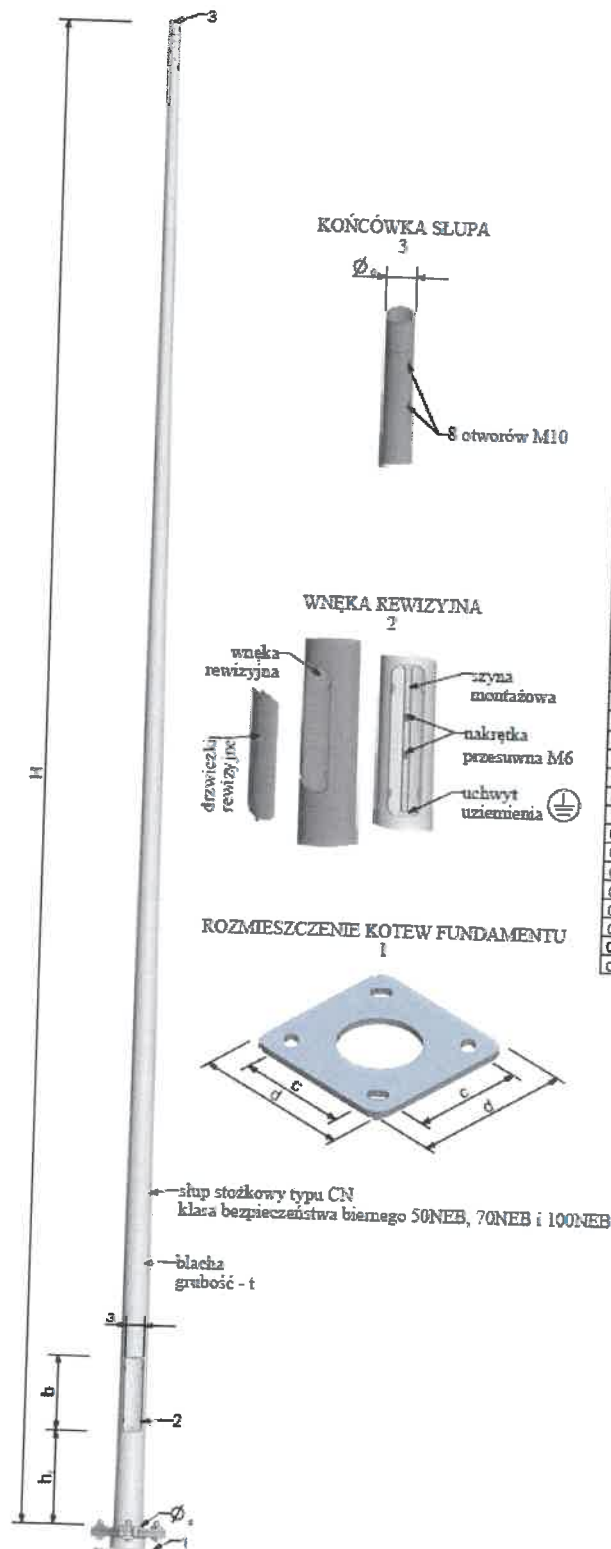 3
KOŃCÓWKA SŁUPA
3
Ø
8 otworów M10
H
WNĘKA REWIZYJNA
2
wnęka
rewizyjna
drzwiczki
rewizyjne
szyna
montażowa
nakrętka
przesuwna M6
uchwyt
uziemienia
ROZMIESZCZENIE KOTEW FUNDAMENTU
1
c
d
c
d
słup stożkowy typu CN
klasa bezpieczeństwa biernego 50NEB, 70NEB i 100NEB
blacha
grubość - t
a
b
2
h
Ø